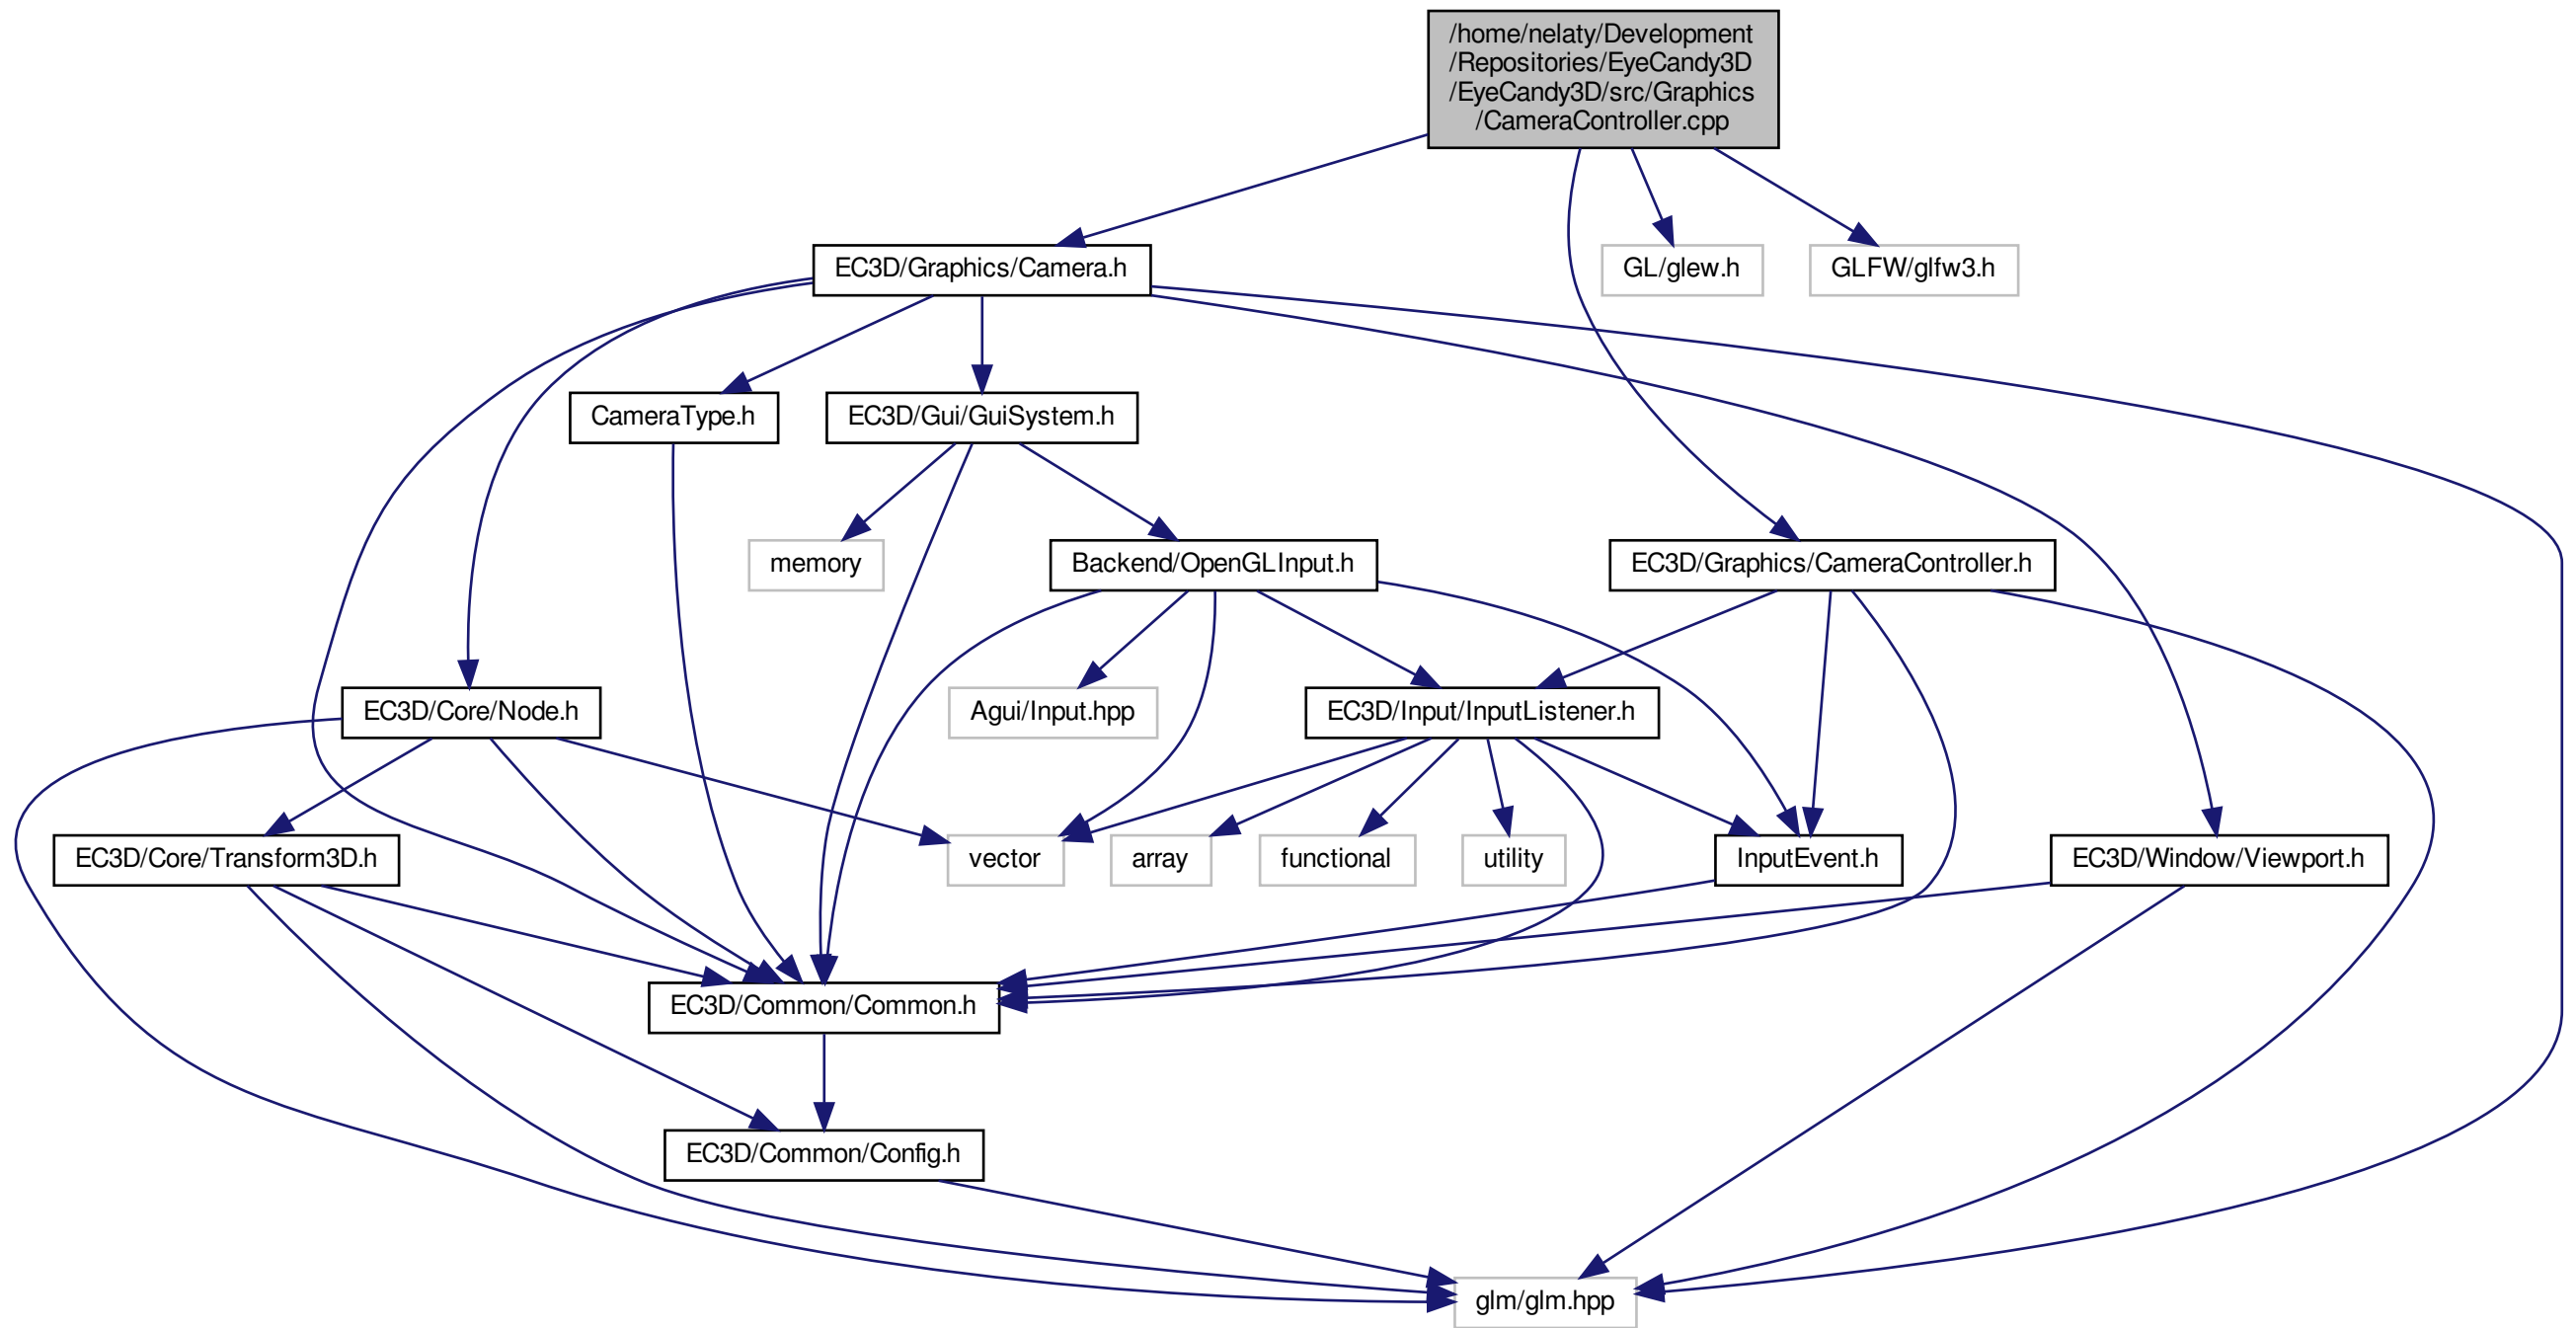 /home/nelaty/Development
/Repositories/EyeCandy3D
/EyeCandy3D/src/Graphics
/CameraController.cpp
EC3D/Graphics/Camera.h
GL/glew.h
GLFW/glfw3.h
CameraType.h
EC3D/Gui/GuiSystem.h
memory
Backend/OpenGLInput.h
EC3D/Graphics/CameraController.h
EC3D/Core/Node.h
Agui/Input.hpp
EC3D/Input/InputListener.h
EC3D/Core/Transform3D.h
vector
array
functional
utility
InputEvent.h
EC3D/Window/Viewport.h
EC3D/Common/Common.h
EC3D/Common/Config.h
glm/glm.hpp